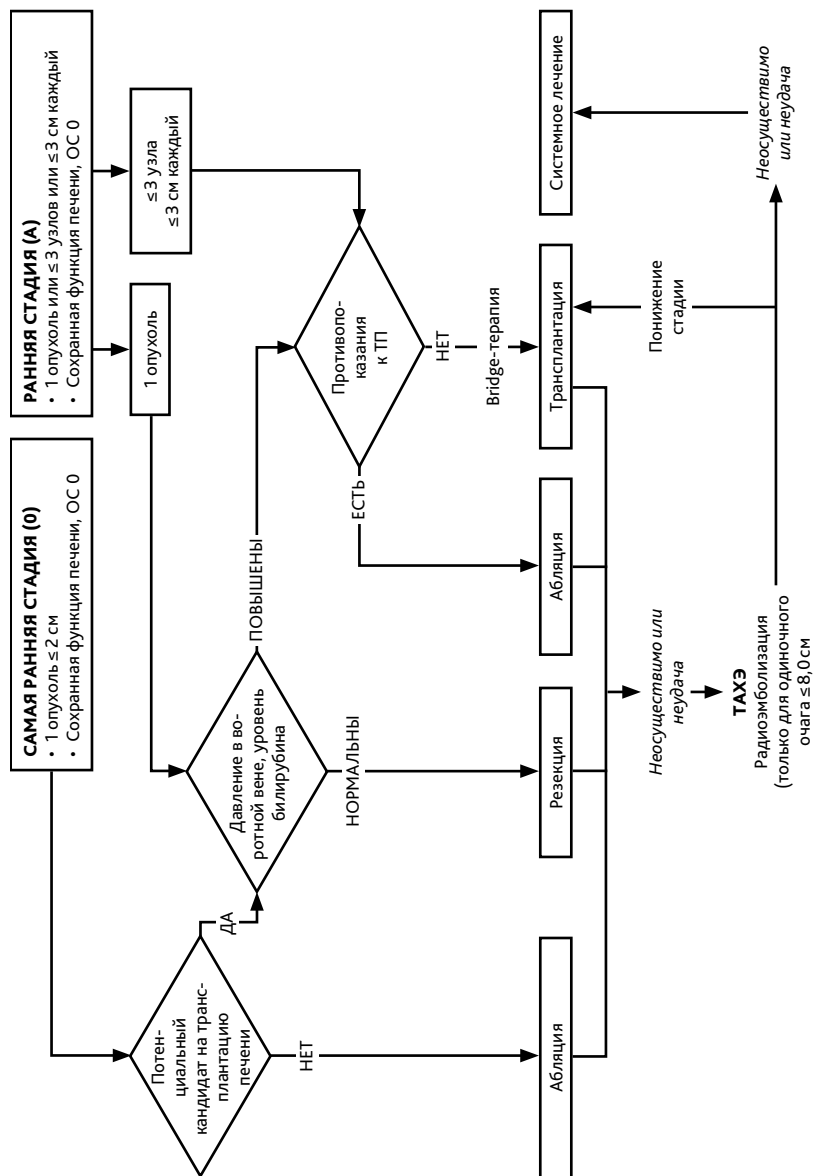 САМАЯ РАННЯЯ СТАДИЯ (0)
• 1 опухоль ≤ 2 см
• Сохранная функция печени, ОС 0
РАННЯЯ СТАДИЯ (А)
• 1 опухоль или ≤ 3 узлов или ≤3 см каждый
• Сохранная функция печени, ОС 0
1 опухоль
≤3 узла
≤3 см каждый
Потен-
циальный
кандидат на транс-
плантацию
печени
ДА
НЕТ
Давление в во-
ротной вене, уровень
билирубина
ПОВЫШЕНЫ
НОРМАЛЬНЫ
Противопо-
казания
к ТП
ЕСТЬ
НЕТ
Bridge-терапия
Абляция
Резекция
Абляция
Трансплантация
Системное лечение
Неосуществимо или
неудача
Понижение
стадии
Неосуществимо
или неудача
ТАХЭ
Радиоэмболизация
(только для одиночного
очага ≤ 8,0 см